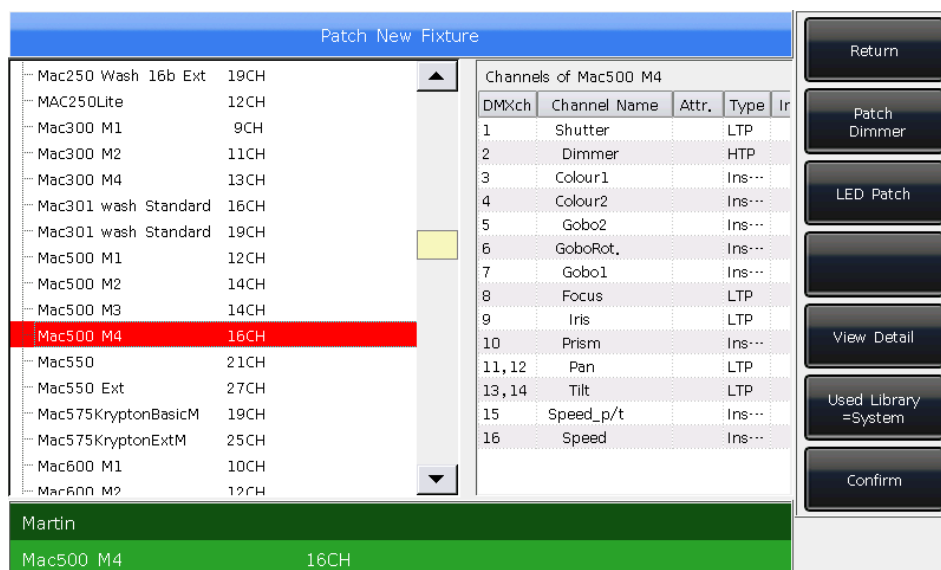 Patch New Fixture
Mac250 Wash 16b Ext 19CH
MAC250Lite 12CH
Mac300 M1 9CH
Mac300 M2 11CH
Mac300 M4 13CH
Mac301 wash Standard 16CH
Mac301 wash Standard 19CH
Mac500 M1 12CH
Mac500 M2 14CH
Mac500 M3 14CH
Mac500 M4 16CH
Mac550 21CH
Mac550 Ext 27CH
Mac575KryptonBasicM 19CH
Mac575KryptonExtM 25CH
Mac600 M1 10CH
Mac600 M2 12CH
Channels of Mac500 M4
DMXch Channel Name Attr. Type Ir
1 Shutter LTP
2 Dimmer HTP
3 Colour1 Ins···
4 Colour2 Ins···
5 Gobo2 Ins···
6 GoboRot. Ins···
7 Gobo1 Ins···
8 Focus LTP
9 Iris LTP
10 Prism Ins···
11,12 Pan LTP
13,14 Tilt LTP
15 Speed_p/t Ins···
16 Speed Ins···
Return
Patch
Dimmer
LED Patch
View Detail
Used Library
=System
Confirm
Martin
Mac500 M4 16CH